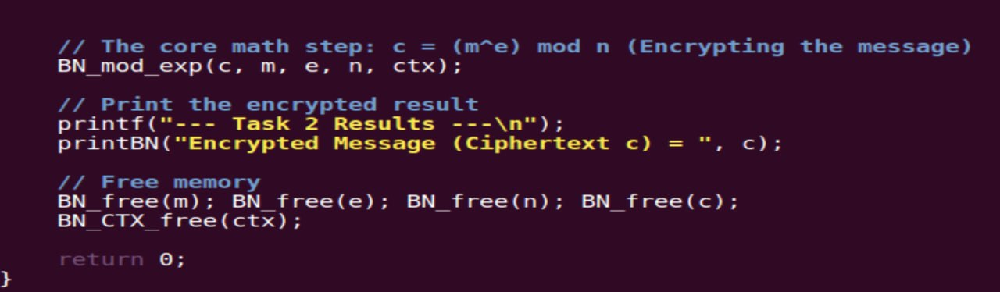 // The core math step: c = (m^e) mod n (Encrypting the message)
BN_mod_exp(c, m, e, n, ctx);
// Print the encrypted result
printf("--- Task 2 Results ---\n");
printBN("Encrypted Message (Ciphertext c) = ", c);
// Free memory
BN_free(m); BN_free(e); BN_free(n); BN_free(c);
BN_CTX_free(ctx);
return 0;
}